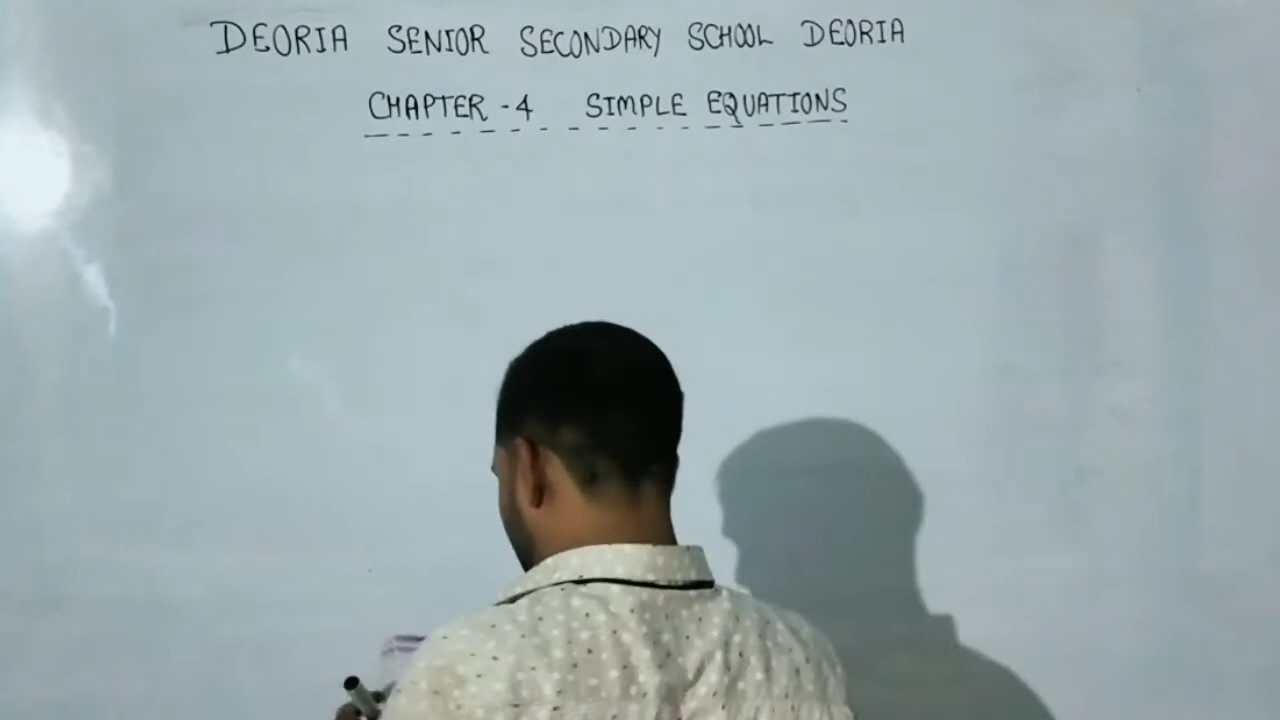 DEORIA SENIOR SECONDARY SCHOOL DEORIA
CHAPTER - 4 SIMPLE EQUATIONS